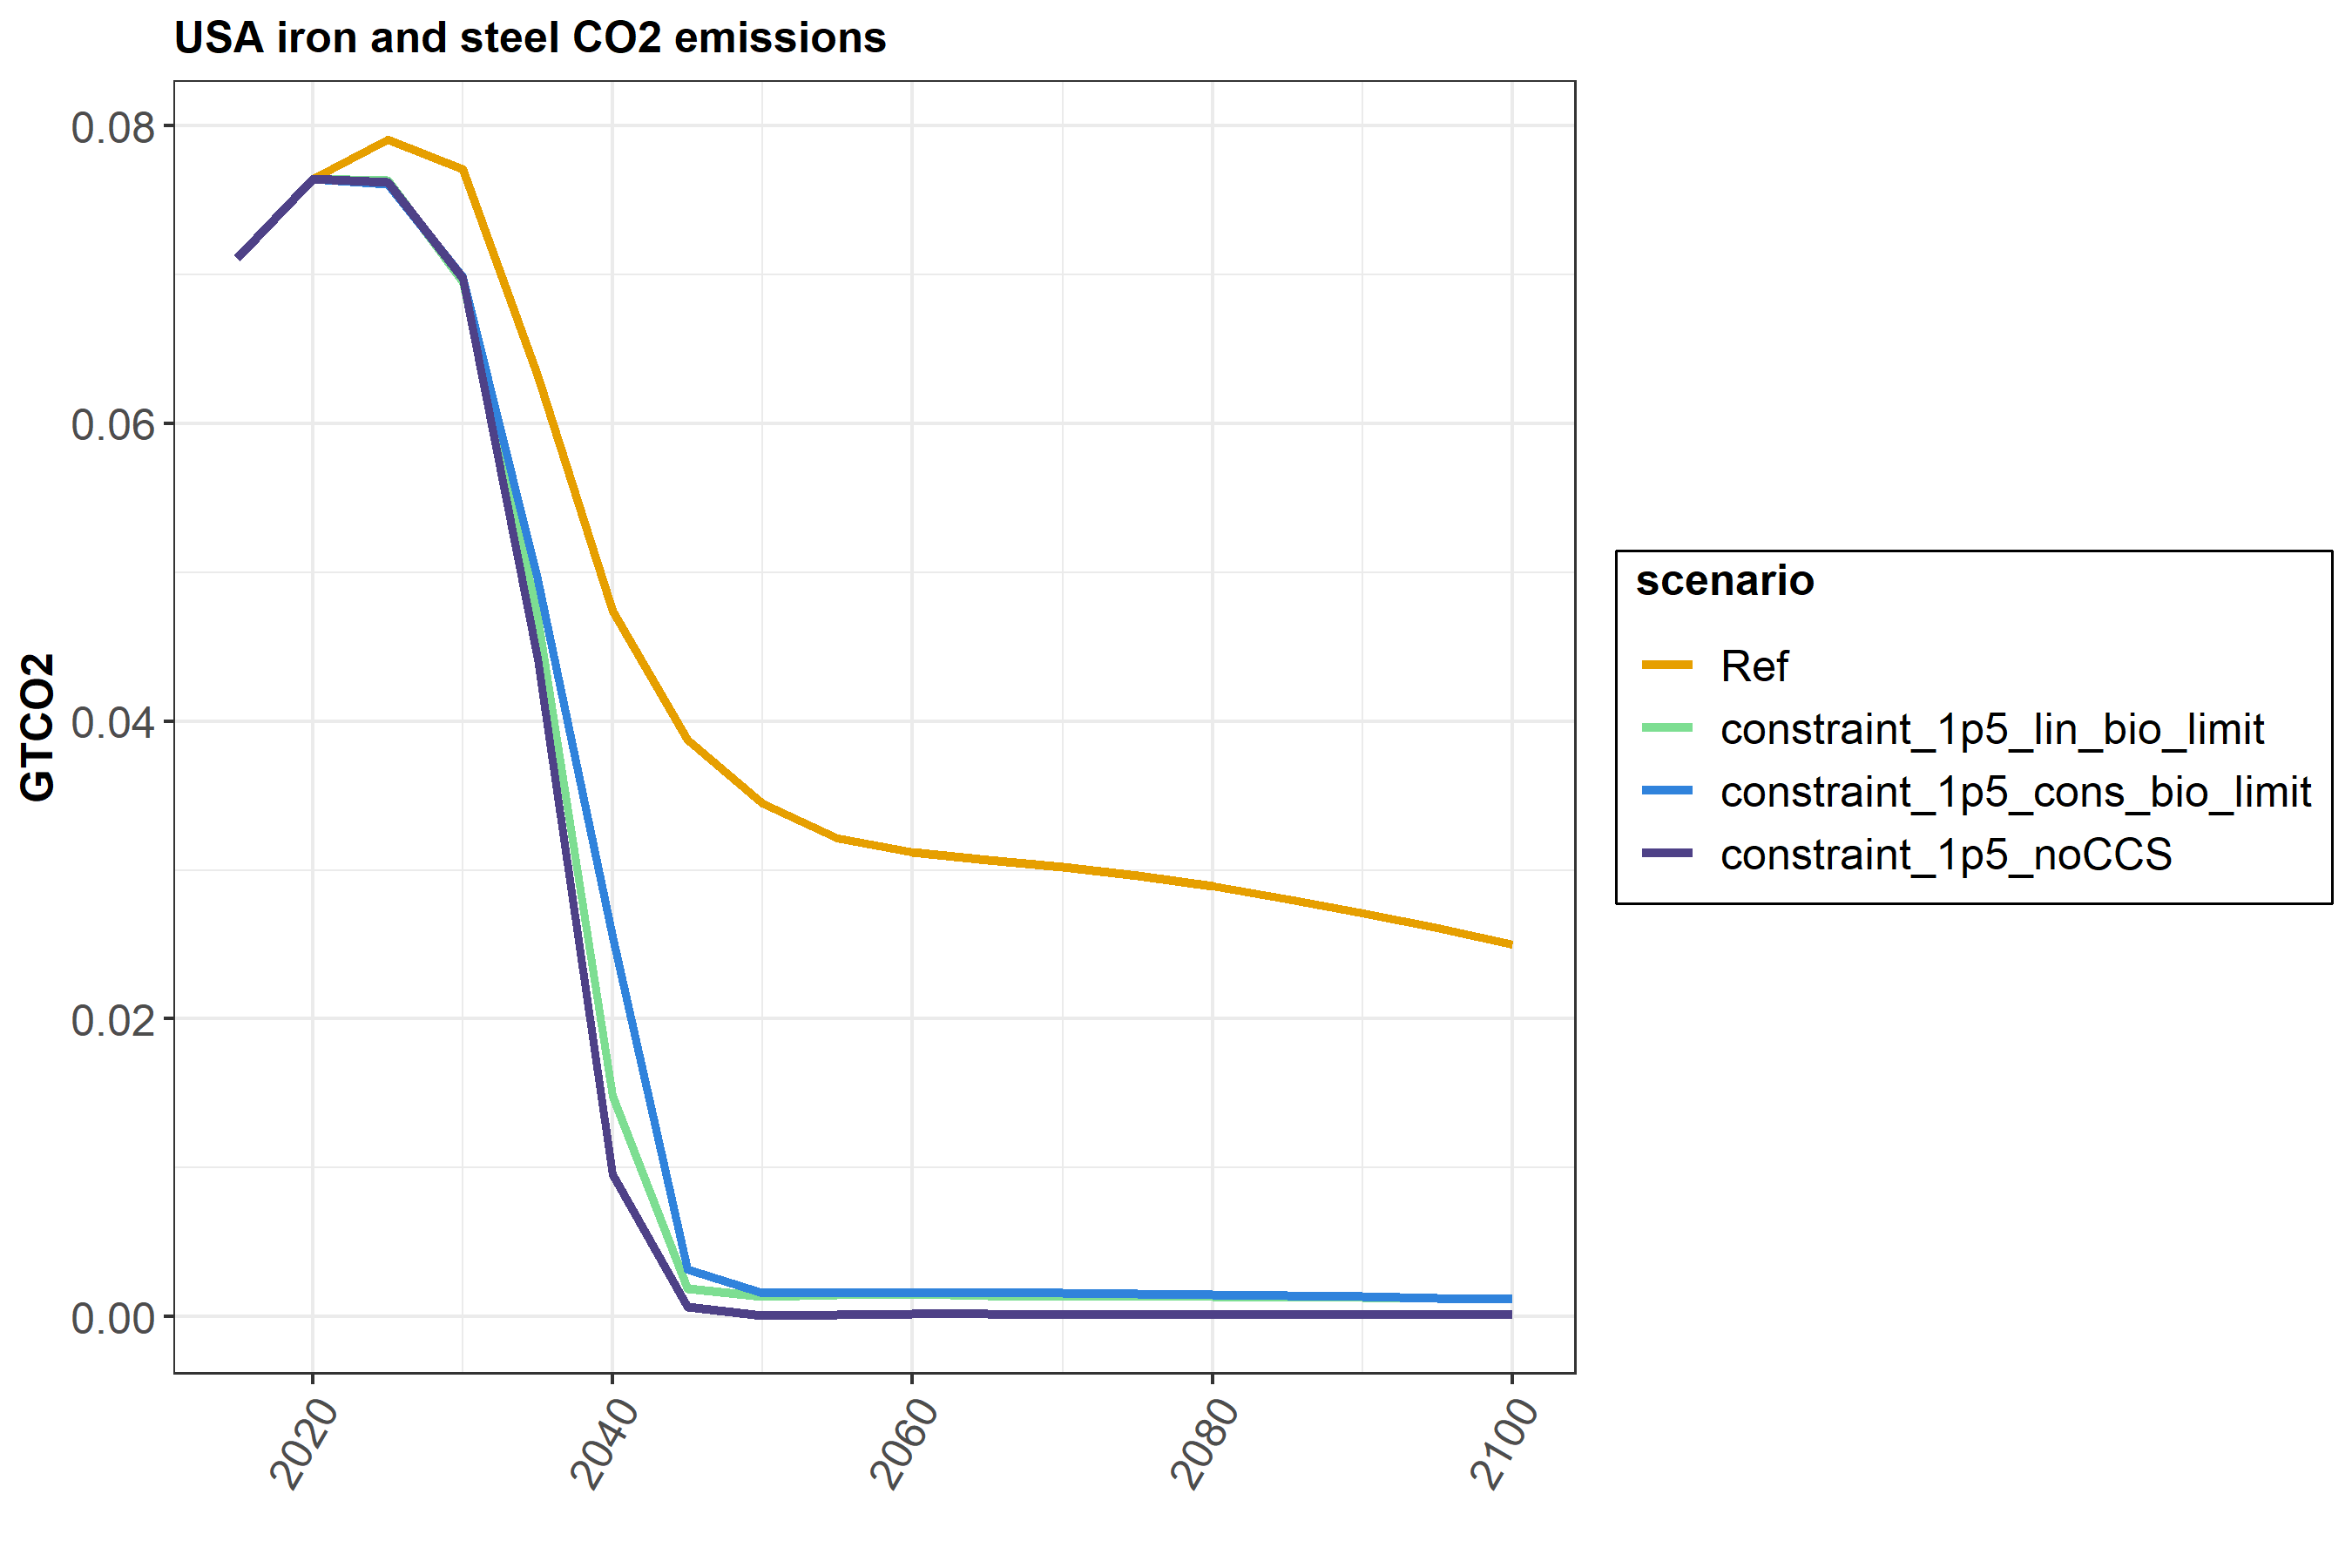 USA iron and steel CO2 emissions
0.08
0.06
0.04
0.02
0.00
GTCO2
2020
2040
2060
2080
2100
scenario
Ref
constraint_1p5_lin_bio_limit
constraint_1p5_cons_bio_limit
constraint_1p5_noCCS